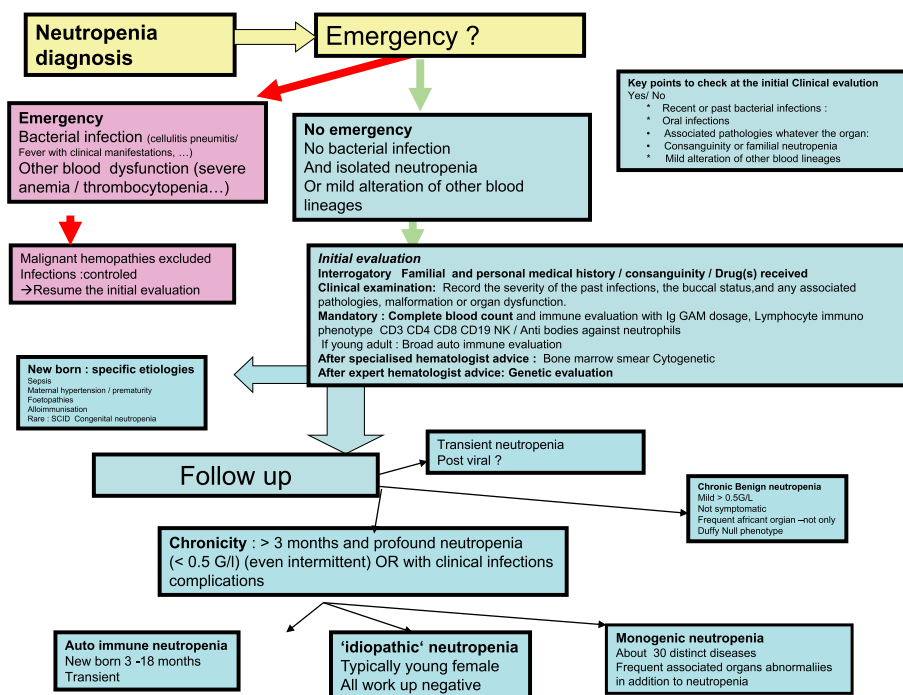 Neutropenia
diagnosis
Emergency ?
Key points to check at the initial Clinical evalution
Yes/ No
* Recent or past bacterial infections :
* Oral infections
• Associated pathologies whatever the organ:
• Consanguinity or familial neutropenia
* Mild alteration of other blood lineages
Emergency
Bacterial infection (cellulitis pneumitis/
Fever with clinical manifestations, …)
Other blood dysfunction (severe
anemia / thrombocytopenia…)
No emergency
No bacterial infection
And isolated neutropenia
Or mild alteration of other blood
lineages
Malignant hemopathies excluded
Infections :controled
→Resume the initial evaluation
Initial evaluation
Interrogatory Familial and personal medical history / consanguinity / Drug(s) received
Clinical examination: Record the severity of the past infections, the buccal status,and any associated
pathologies, malformation or organ dysfunction.
Mandatory : Complete blood count and immune evaluation with Ig GAM dosage, Lymphocyte immuno
phenotype CD3 CD4 CD8 CD19 NK / Anti bodies against neutrophils
If young adult : Broad auto immune evaluation
After specialised hematologist advice : Bone marrow smear Cytogenetic
After expert hematologist advice: Genetic evaluation
New born : specific etiologies
Sepsis
Maternal hypertension / prematurity
Foetopathies
Alloimmunisation
Rare : SCID Congenital neutropenia
Follow up
Transient neutropenia
Post viral ?
Chronic Benign neutropenia
Mild > 0.5G/L
Not symptomatic
Frequent africant orgian –not only
Duffy Null phenotype
Chronicity : > 3 months and profound neutropenia
(< 0.5 G/l) (even intermittent) OR with clinical infections
complications
Auto immune neutropenia
New born 3 -18 months
Transient
‘idiopathic‘ neutropenia
Typically young female
All work up negative
Monogenic neutropenia
About 30 distinct diseases
Frequent associated organs abnormaliies
in addition to neutropenia